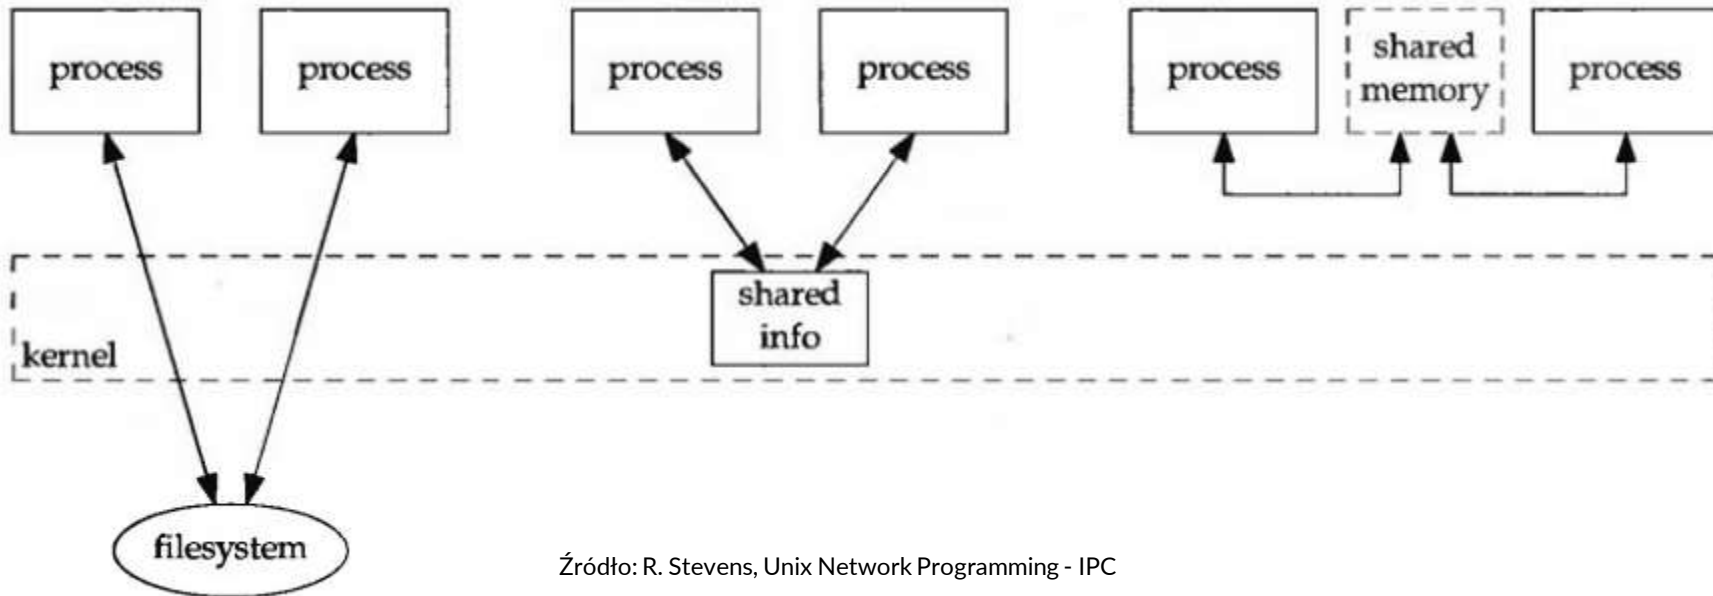 process
process
process
process
process
shared
memory
process
shared
info
kernel
filesystem
Źródło: R. Stevens, Unix Network Programming - IPC